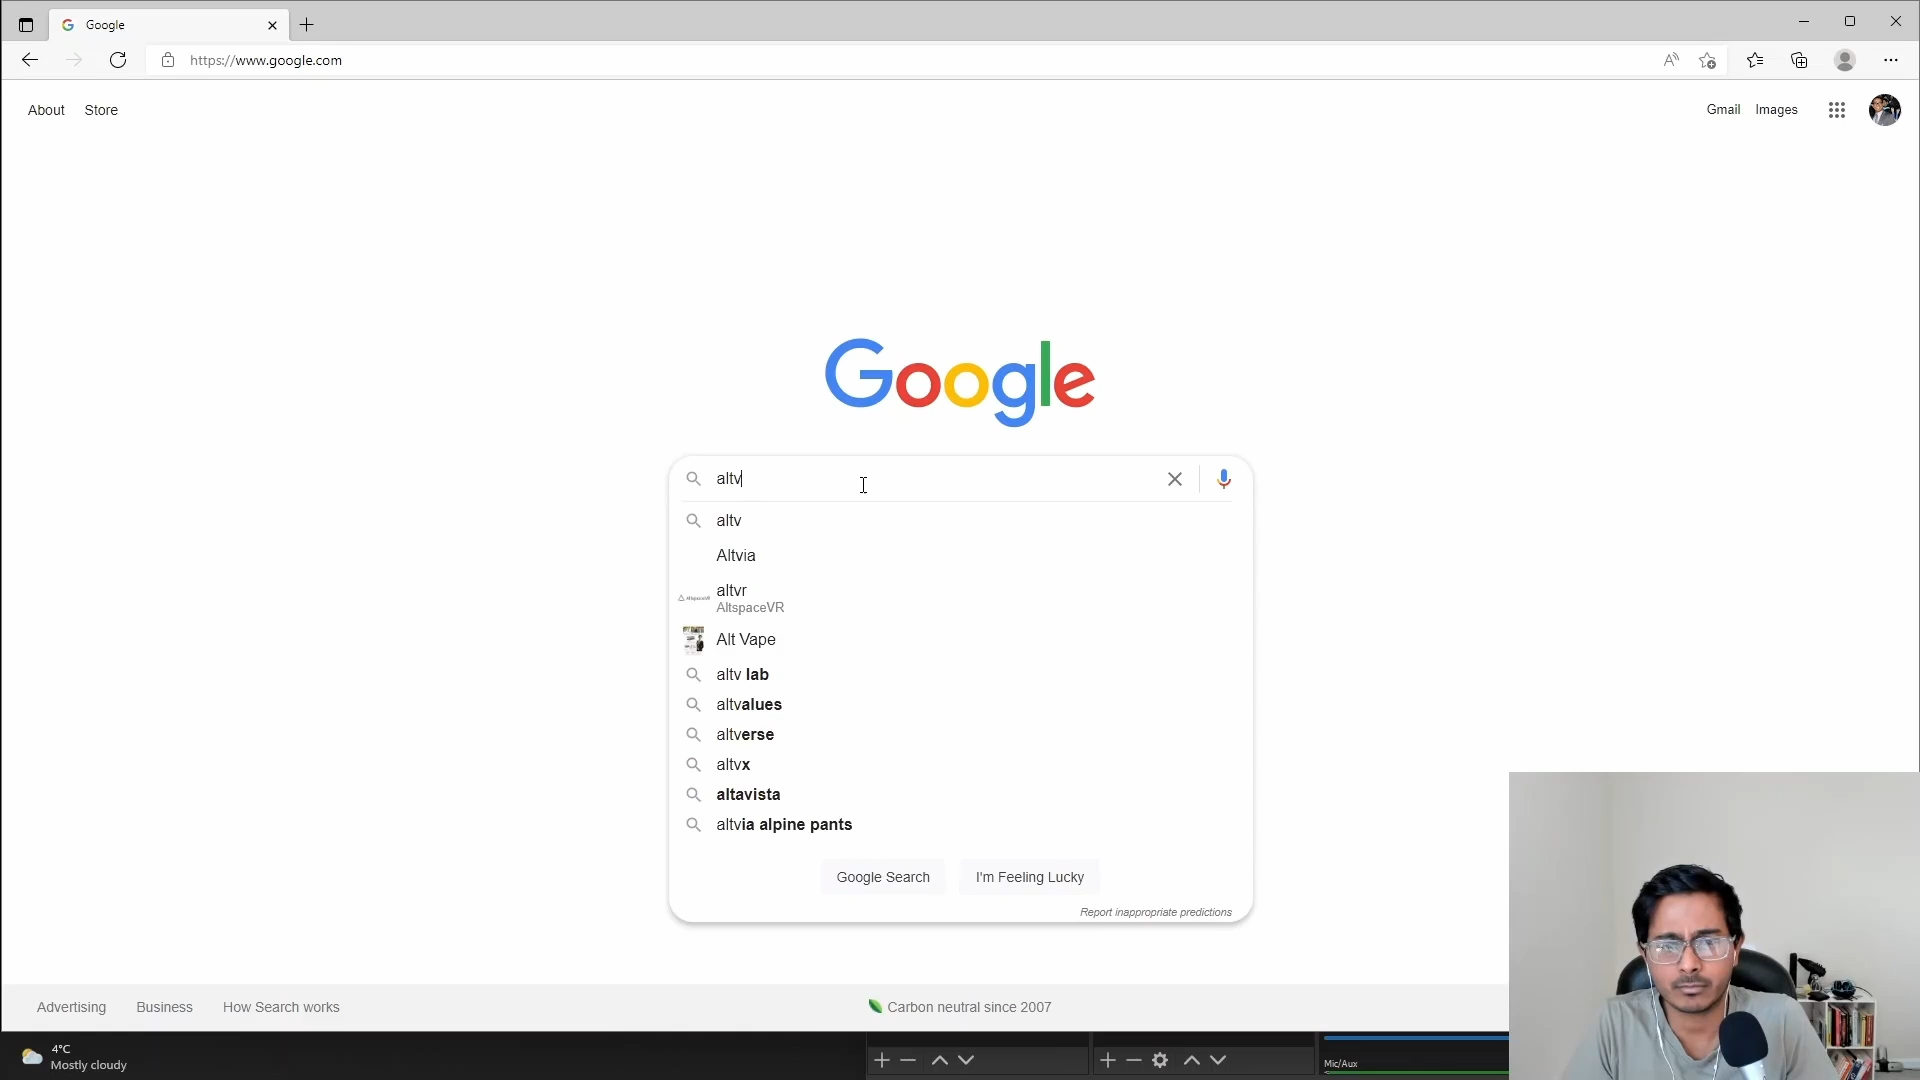 Google
https://www.google.com
About Store
Gmail Images
Google
altv
altv
Altvia
altvr
AltspaceVR
Alt Vape
altv lab
altvalues
altverse
altvx
altavista
altvia alpine pants
Google Search I'm Feeling Lucky
Report inappropriate predictions
Advertising Business How Search works
Carbon neutral since 2007
4°C
Mostly cloudy
Mic/Aux